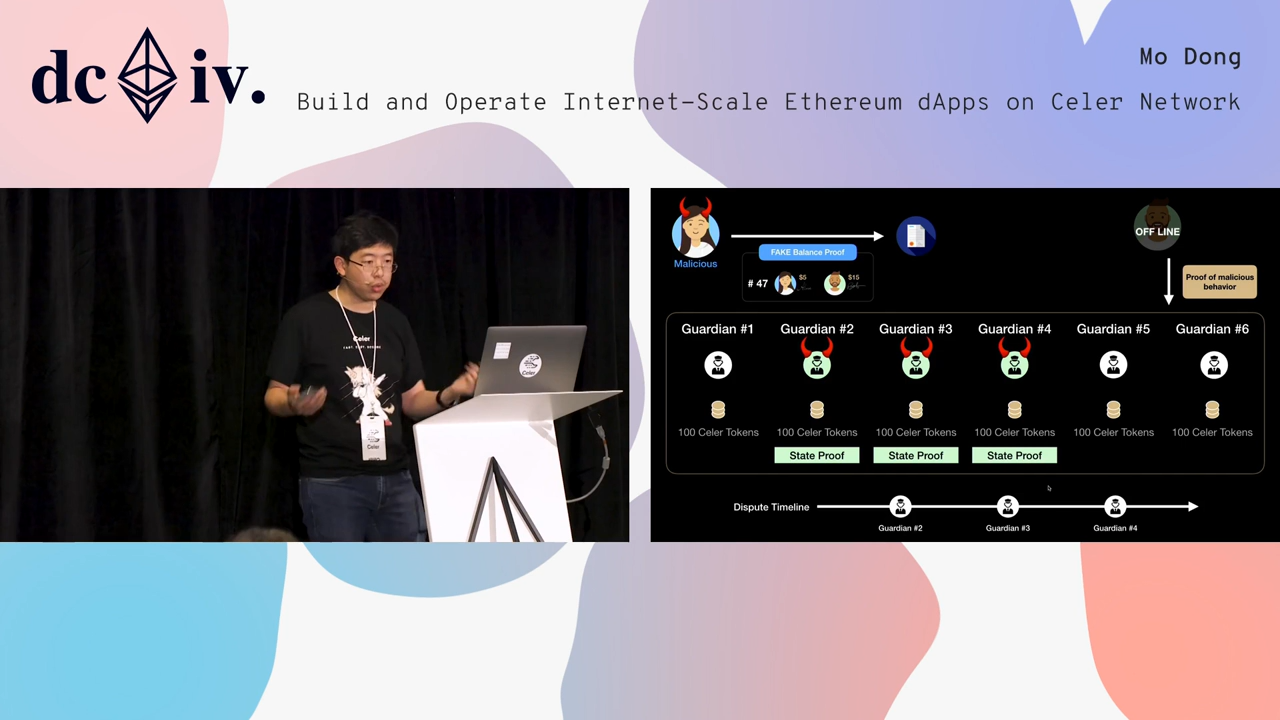 dc iv.
Mo Dong
Build and Operate Internet-Scale Ethereum dApps on Celer Network
Celer
Celer
Celer
Malicious
FAKE Balance Proof
# 47
$5
$15
OFF LINE
Proof of malicious
behavior
Guardian #1
Guardian #2
Guardian #3
Guardian #4
Guardian #5
Guardian #6
100 Celer Tokens
100 Celer Tokens
100 Celer Tokens
100 Celer Tokens
100 Celer Tokens
100 Celer Tokens
State Proof
State Proof
State Proof
Dispute Timeline
Guardian #2
Guardian #3
Guardian #4